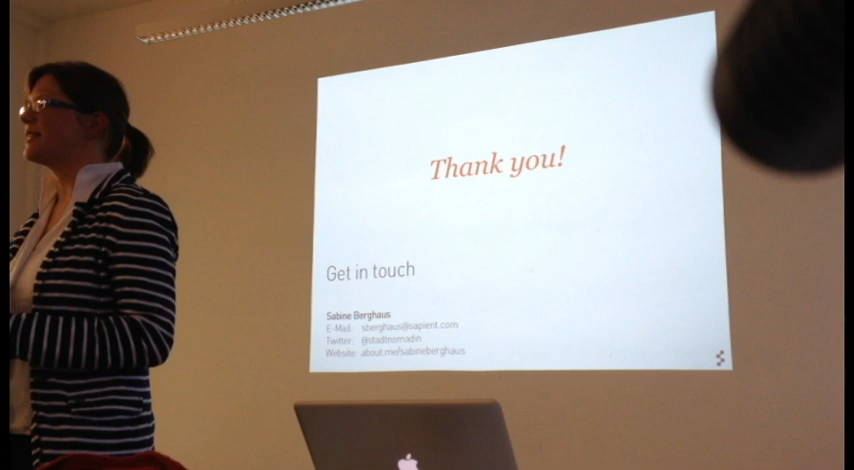 Thank you!
Get in touch
Sabine Berghaus
E-Mail: sberghaus@sapient.com
Twitter: @stadtnomadin
Website: about.me/sabineberghaus